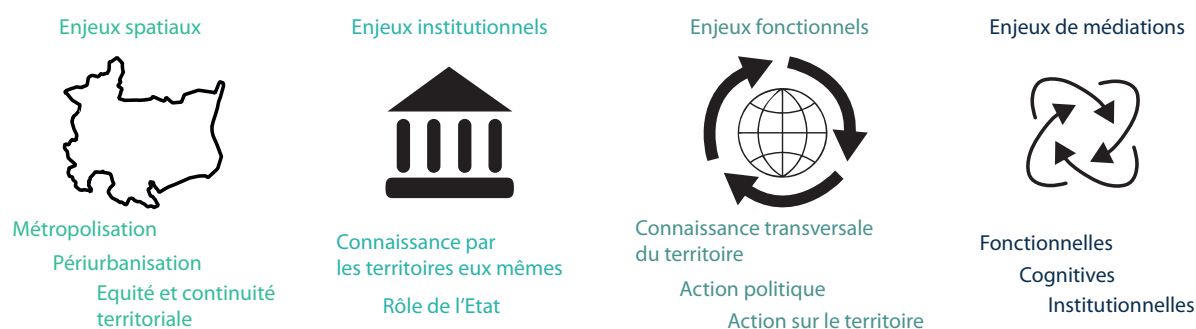 Enjeux spatiaux
Métropolisation
Périurbanisation
Equité et continuité
territoriale
Enjeux institutionnels
Connaissance par
les territoires eux mêmes
Rôle de l'Etat
Enjeux fonctionnels
Connaissance transversale
du territoire
Action politique
Action sur le territoire
Enjeux de médiations
Fonctionnelles
Cognitives
Institutionnelles